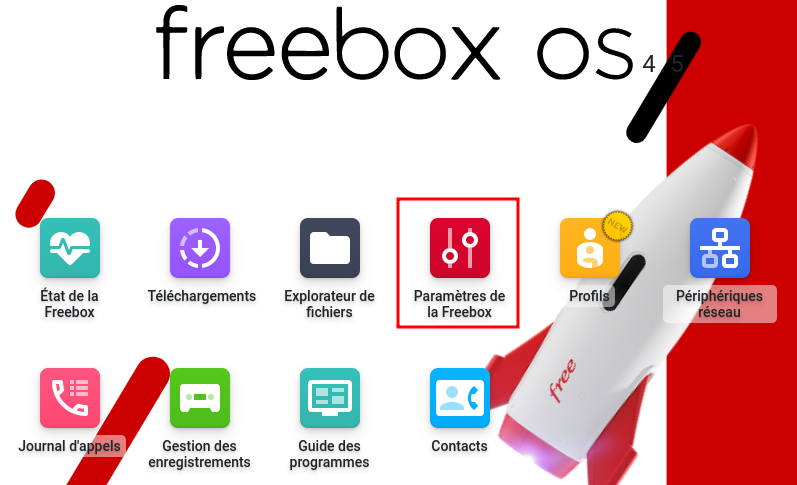 freebox os 4.5
NEW
État de la
Freebox
Téléchargements
Explorateur de
fichiers
Paramètres de
la Freebox
Profils
Périphériques
réseau
free
Journal d'appels
Gestion des
enregistrements
Guide des
programmes
Contacts